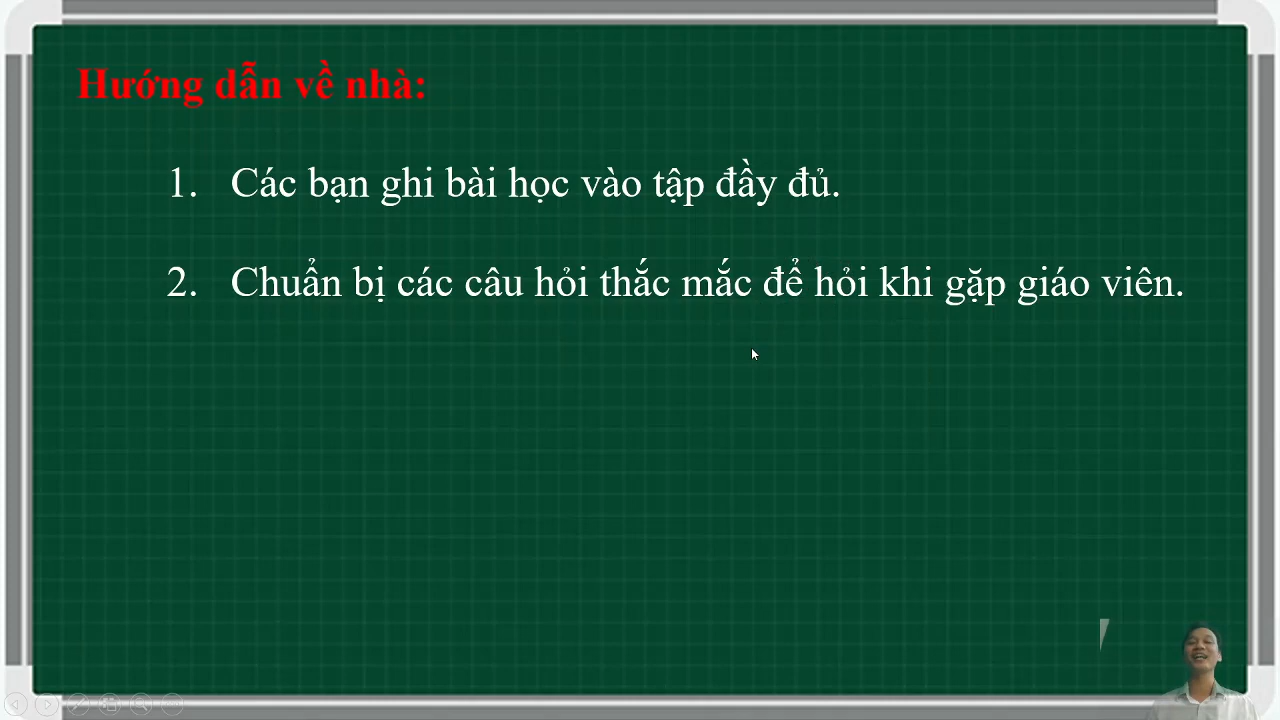 Hướng dẫn về nhà:
1. Các bạn ghi bài học vào tập đầy đủ.
2. Chuẩn bị các câu hỏi thắc mắc để hỏi khi gặp giáo viên.